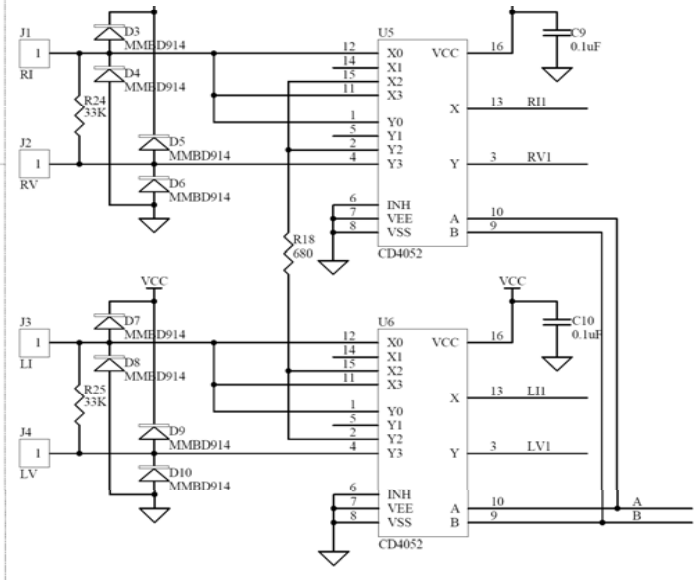 J1
1
RI
D3
MMBD914
D4
MMBD914
R24
33K
J2
1
RV
D5
MMBD914
D6
MMBD914
U5
12 X0 VCC 16
14 X1
15 X2
11 X3
X 13 RI1
1 Y0
5 Y1
2 Y2
4 Y3 Y 3 RV1
6 INH
7 VEE A 10
8 VSS B 9
CD4052
C9
0.1uF
R18
680
VCC
J3
1
LI
D7
MMBD914
D8
MMBD914
R25
33K
J4
1
LV
D9
MMBD914
D10
MMBD914
VCC
U6
12 X0 VCC 16
14 X1
15 X2
11 X3
X 13 LI1
1 Y0
5 Y1
2 Y2
4 Y3 Y 3 LV1
6 INH
7 VEE A 10 A
8 VSS B 9 B
CD4052
C10
0.1uF